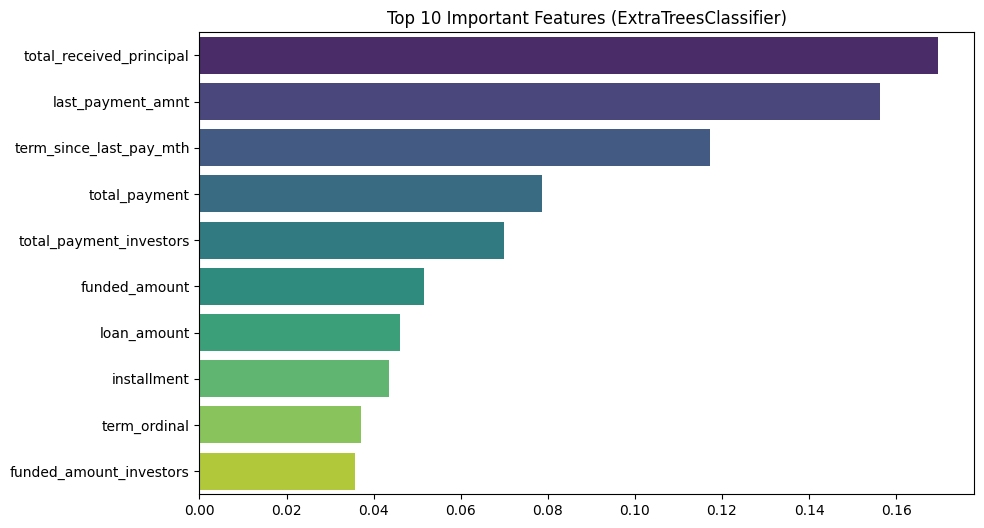 Top 10 Important Features (ExtraTreesClassifier)
total_received_principal
last_payment_amnt
term_since_last_pay_mth
total_payment
total_payment_investors
funded_amount
loan_amount
installment
term_ordinal
funded_amount_investors
0.00 0.02 0.04 0.06 0.08 0.10 0.12 0.14 0.16